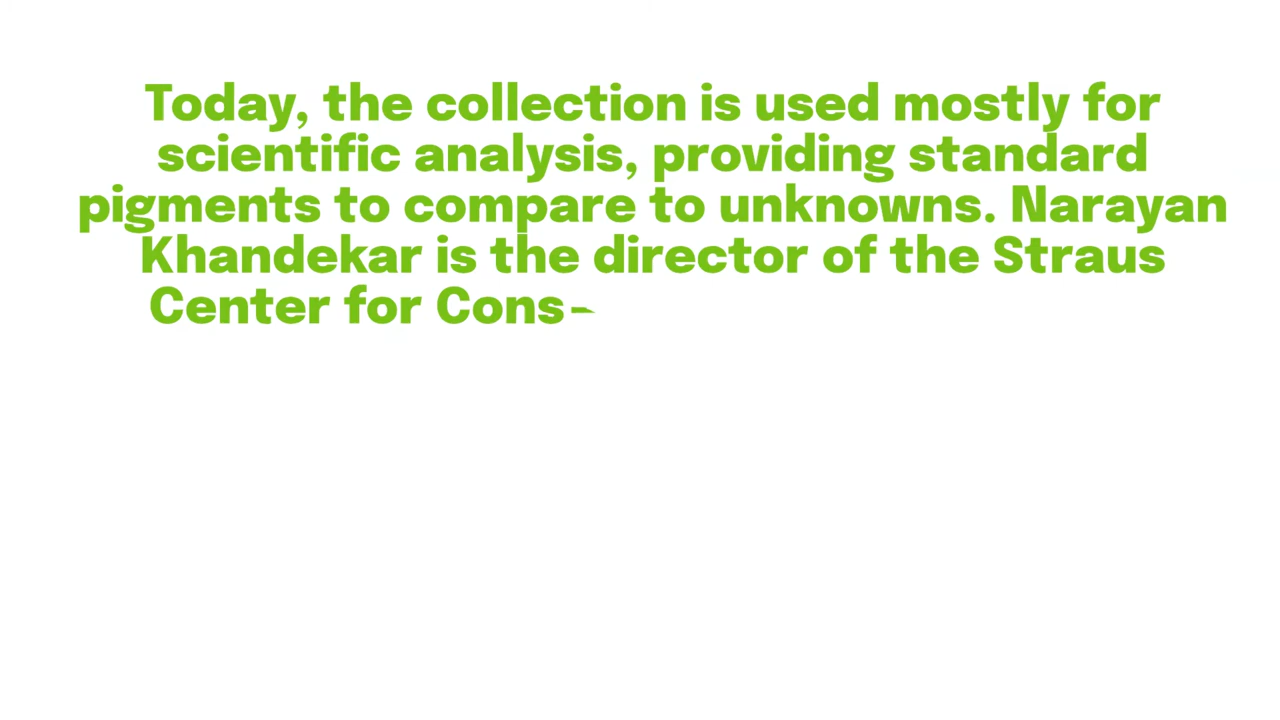 Today, the collection is used mostly for
scientific analysis, providing standard
pigments to compare to unknowns. Narayan
Khandekar is the director of the Straus
Center for Cons